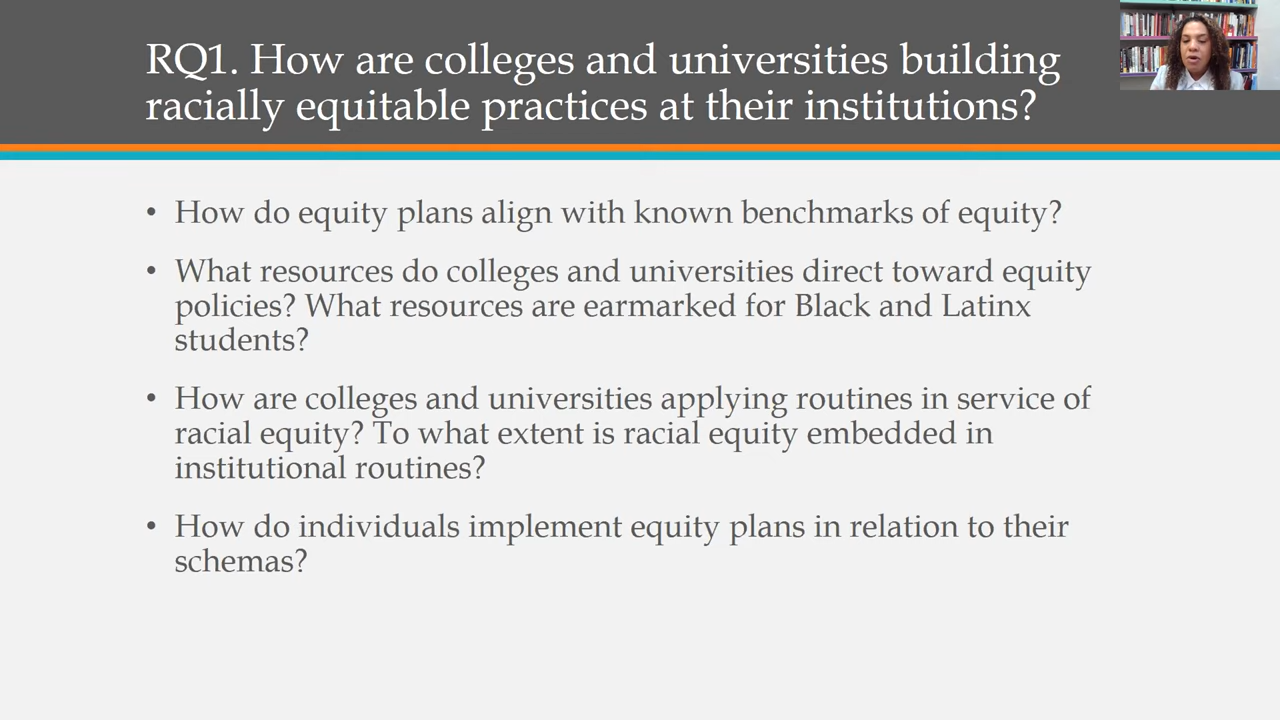 RQ1. How are colleges and universities building
racially equitable practices at their institutions?
• How do equity plans align with known benchmarks of equity?
• What resources do colleges and universities direct toward equity
policies? What resources are earmarked for Black and Latinx
students?
• How are colleges and universities applying routines in service of
racial equity? To what extent is racial equity embedded in
institutional routines?
• How do individuals implement equity plans in relation to their
schemas?